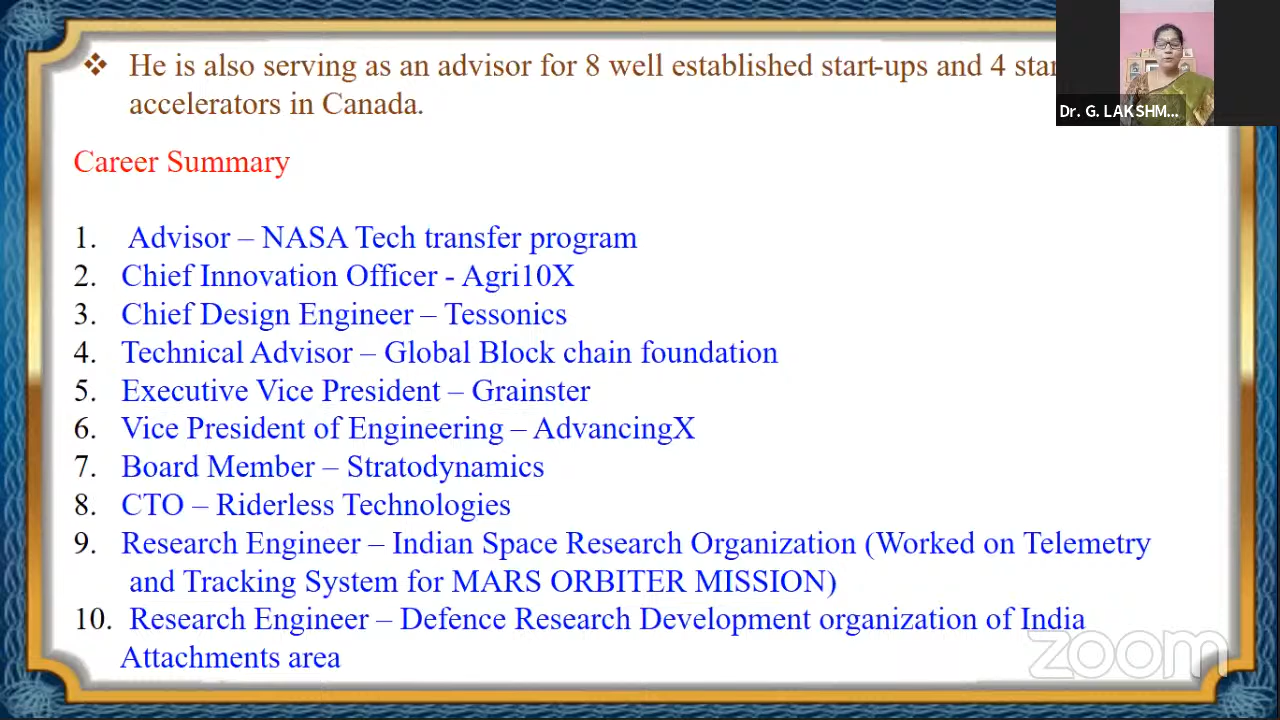 ❖ He is also serving as an advisor for 8 well established start-ups and 4
accelerators in Canada.
Dr. G. LAKSHM...
Career Summary
1. Advisor – NASA Tech transfer program
2. Chief Innovation Officer - Agri10X
3. Chief Design Engineer – Tessonics
4. Technical Advisor – Global Block chain foundation
5. Executive Vice President – Grainster
6. Vice President of Engineering – AdvancingX
7. Board Member – Stratodynamics
8. CTO – Riderless Technologies
9. Research Engineer – Indian Space Research Organization (Worked on Telemetry
and Tracking System for MARS ORBITER MISSION)
10. Research Engineer – Defence Research Development organization of India
Attachments area
zoom